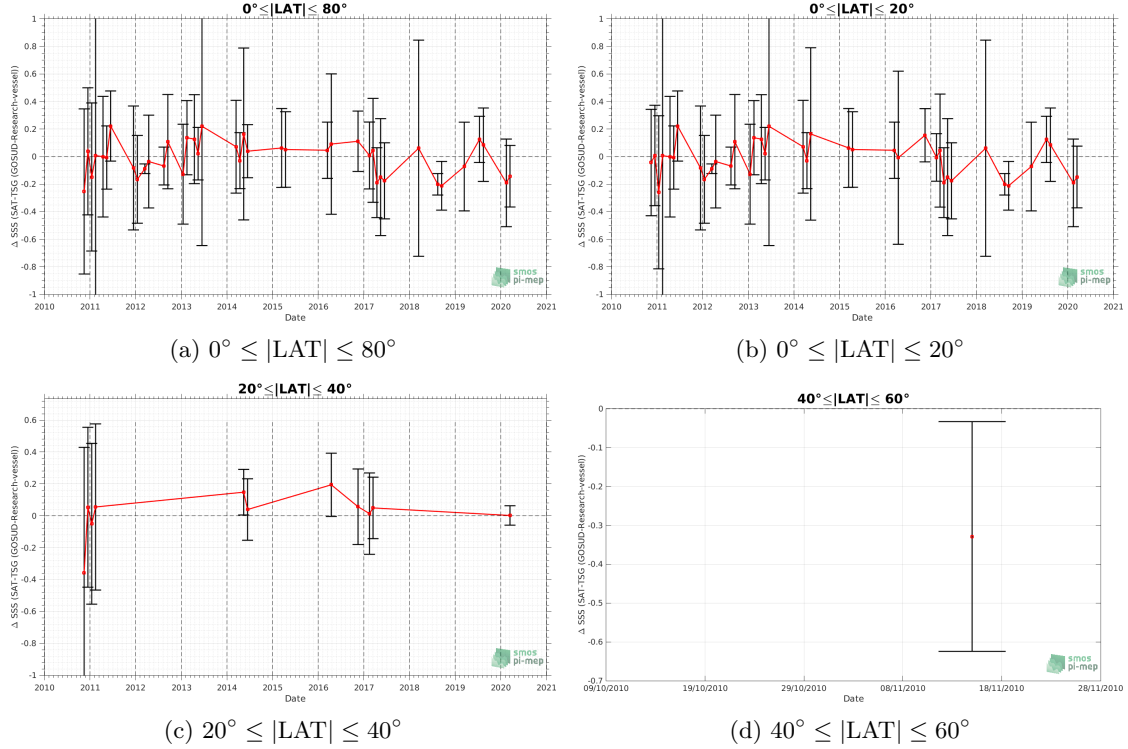 0°≤|LAT|≤ 80°
1
0.8
0.6
0.4
0.2
0
-0.2
-0.4
-0.6
-0.8
-1
Δ SSS (SAT-TSG (GOSUD-Research-vessel))
2010 2011 2012 2013 2014 2015 2016 2017 2018 2019 2020 2021
Date
smos
pi-mep
(a) 0° ≤ |LAT| ≤ 80°
0°≤|LAT|≤ 20°
1
0.8
0.6
0.4
0.2
0
-0.2
-0.4
-0.6
-0.8
-1
Δ SSS (SAT-TSG (GOSUD-Research-vessel))
2010 2011 2012 2013 2014 2015 2016 2017 2018 2019 2020 2021
Date
smos
pi-mep
(b) 0° ≤ |LAT| ≤ 20°
20°≤|LAT|≤ 40°
0.6
0.4
0.2
0
-0.2
-0.4
-0.6
-0.8
-1
Δ SSS (SAT-TSG (GOSUD-Research-vessel))
2010 2011 2012 2013 2014 2015 2016 2017 2018 2019 2020 2021
Date
smos
pi-mep
(c) 20° ≤ |LAT| ≤ 40°
40°≤|LAT|≤ 60°
0
-0.1
-0.2
-0.3
-0.4
-0.5
-0.6
-0.7
Δ SSS (SAT-TSG (GOSUD-Research-vessel))
09/10/2010 19/10/2010 29/10/2010 08/11/2010 18/11/2010 28/11/2010
Date
smos
pi-mep
(d) 40° ≤ |LAT| ≤ 60°